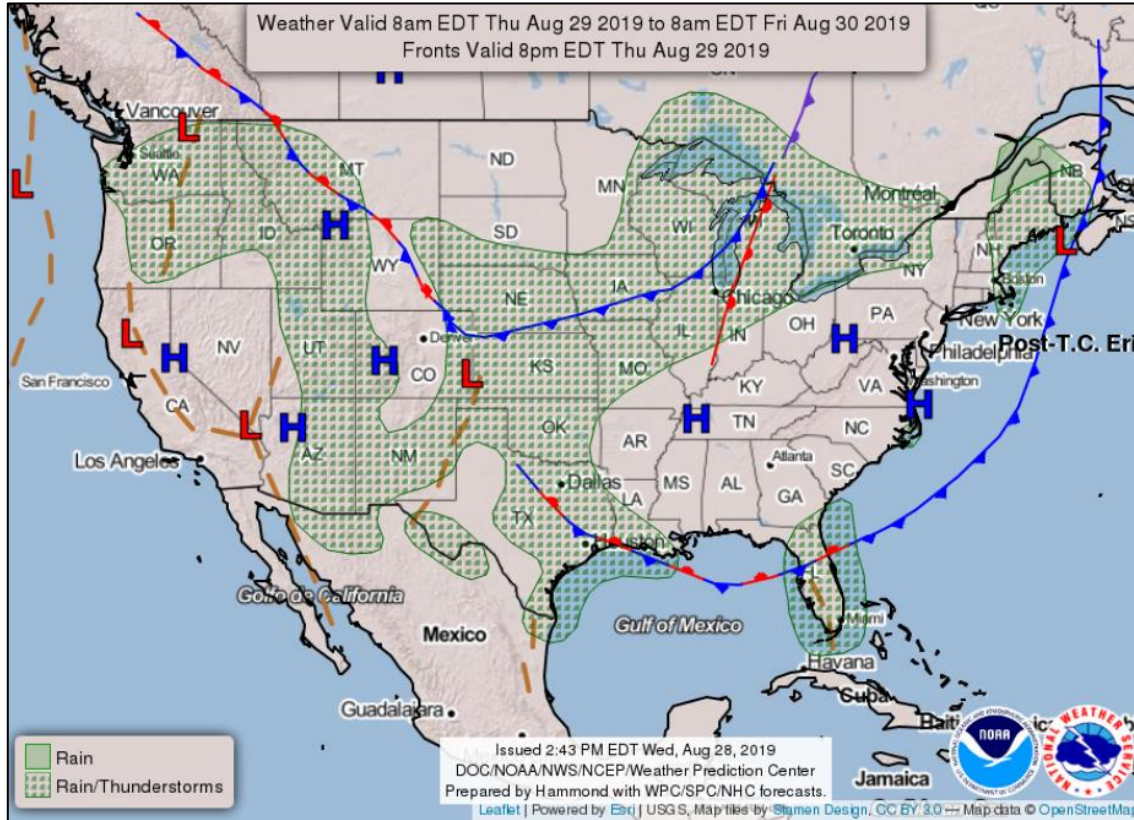 Weather Valid 8am EDT Thu Aug 29 2019 to 8am EDT Fri Aug 30 2019
Fronts Valid 8pm EDT Thu Aug 29 2019
H
Vancouver
L
Seattle
WA
MT
ND
MN
Montréal
NB
L
OR
ID
H
SD
WI
Toronto
NH
L
WY
NE
IA
NY
Boston
Chicago
New York
L
H
NV
UT
H
Denver
CO
L
KS
MO
IL
IN
OH
H
PA
Philadelphia
Post-T.C. Eri
San Francisco
CA
KY
VA
Washington
L
H
AZ
NM
OK
AR
H
TN
NC
H
Los Angeles
Dallas
TX
LA
MS
AL
Atlanta
GA
SC
Houston
L
Golfo de California
Mexico
Gulf of Mexico
Miami
Havana
Cuba
Guadalajara
Jamaica
Rain
Rain/Thunderstorms
Issued 2:43 PM EDT Wed, Aug 28, 2019
DOC/NOAA/NWS/NCEP/Weather Prediction Center
Prepared by Hammond with WPC/SPC/NHC forecasts.
NOAA
NATIONAL WEATHER SERVICE
Leaflet | Powered by Esri | USGS, Map tiles by Stamen Design, CC BY 3.0 — Map data © OpenStreetMap